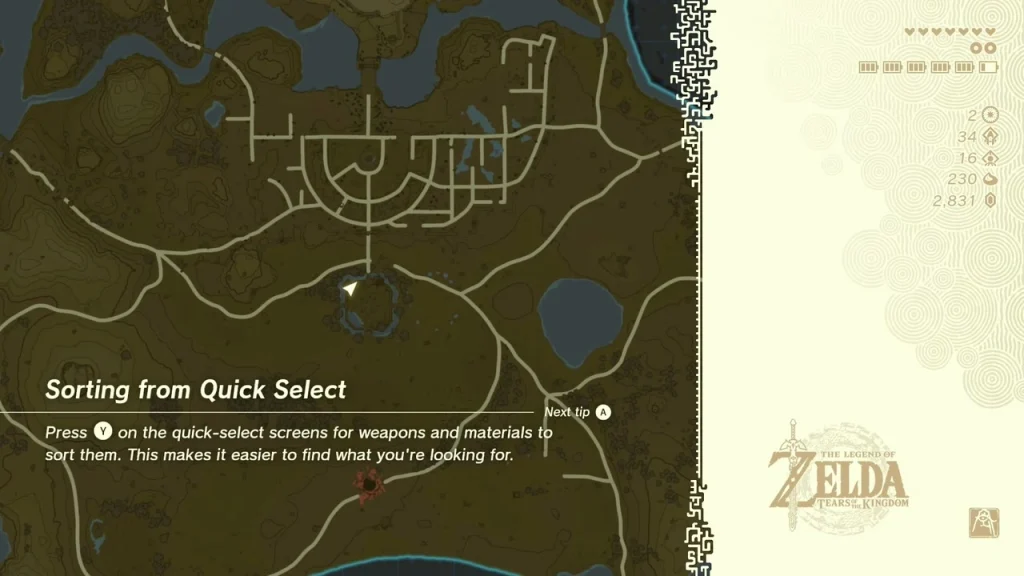 2
34
16
230
2,831
Sorting from Quick Select
Next tip A
Press Y on the quick-select screens for weapons and materials to
sort them. This makes it easier to find what you're looking for.
THE LEGEND OF
ZELDA
TEARS OF THE KINGDOM